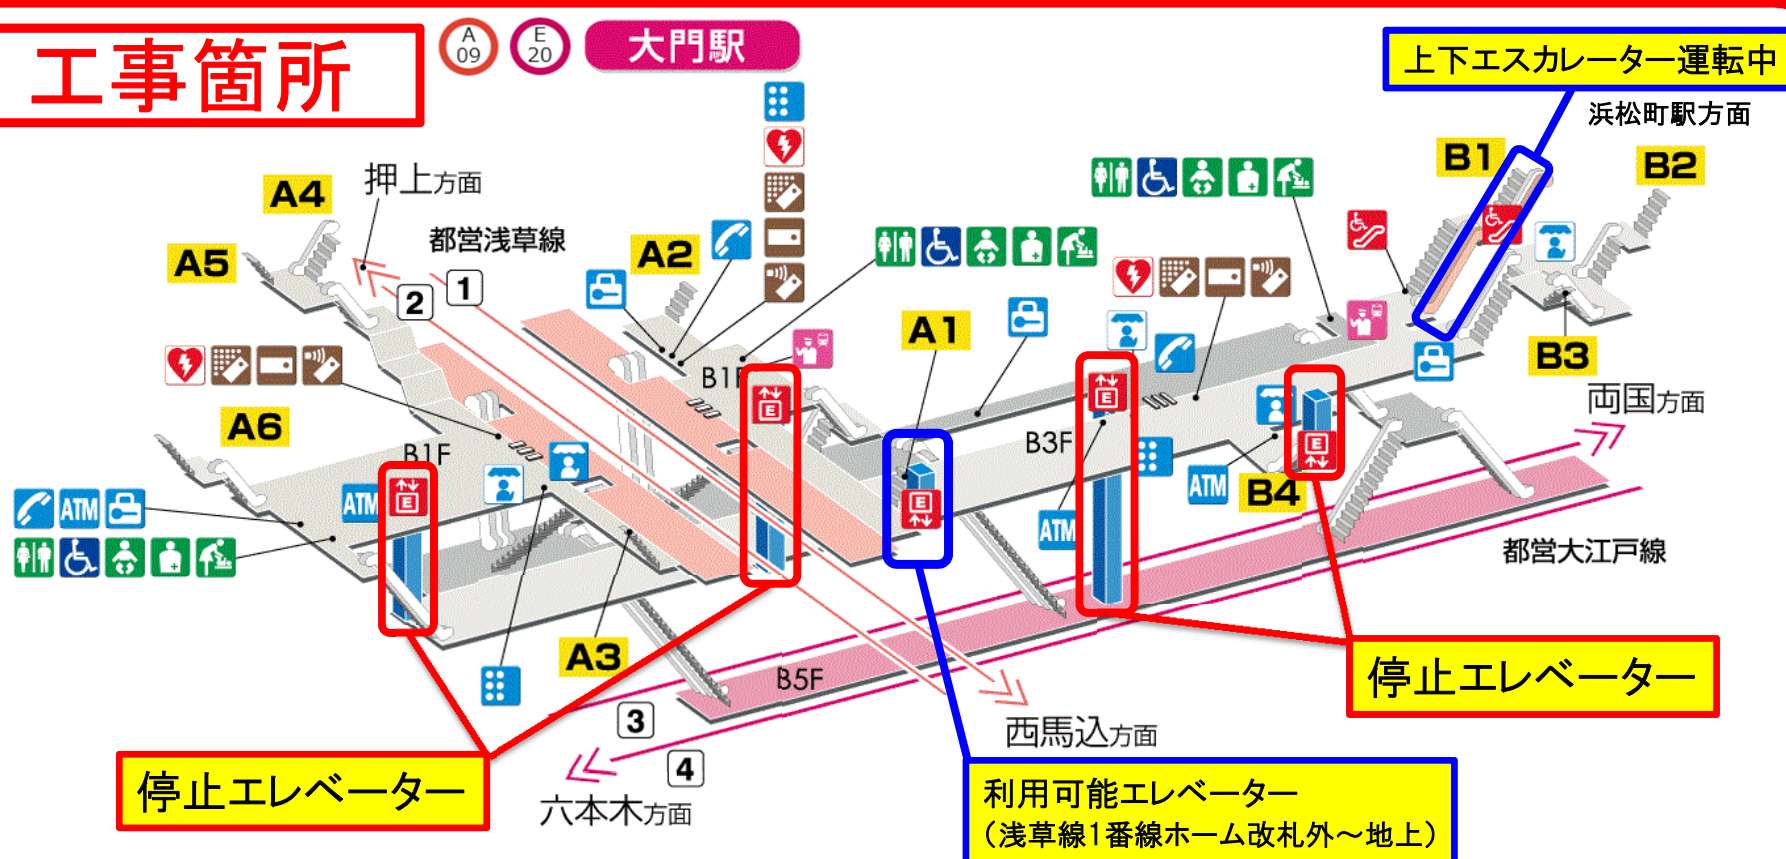 工事箇所
A
09
E
20
大門駅
上下エスカレーター運転中
浜松町駅方面
B1
B2
A4
押上方面
都営浅草線
A5
A2
1
2
A1
B3
B1F
両国方面
A6
B1F
B3F
ATM
ATM
ATM
B4
ATM
E
E
E
E
E
都営大江戸線
A3
B5F
停止エレベーター
3
西馬込方面
4
停止エレベーター
六本木方面
利用可能エレベーター
（浅草線1番線ホーム改札外～地上）